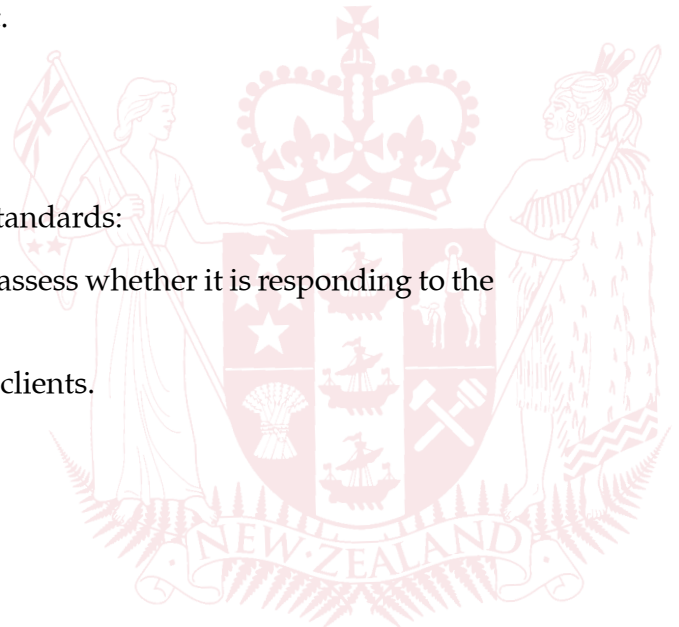 tandards:
assess whether it is responding to the
clients.
NEW·ZEALAND